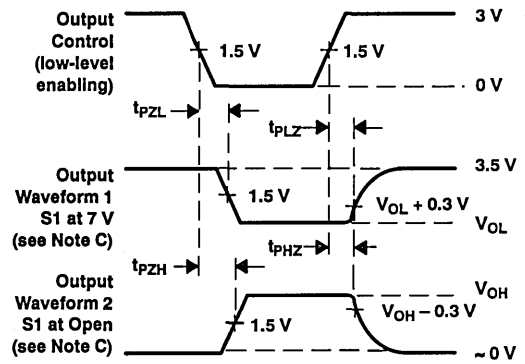 Output
Control
(low-level
enabling)
1.5 V
1.5 V
3 V
0 V
tPZL
tPLZ
Output
Waveform 1
S1 at 7 V
(see Note C)
1.5 V
3.5 V
VOL + 0.3 V
VOL
tPHZ
tPZH
Output
Waveform 2
S1 at Open
(see Note C)
1.5 V
VOH
VOH – 0.3 V
~ 0 V